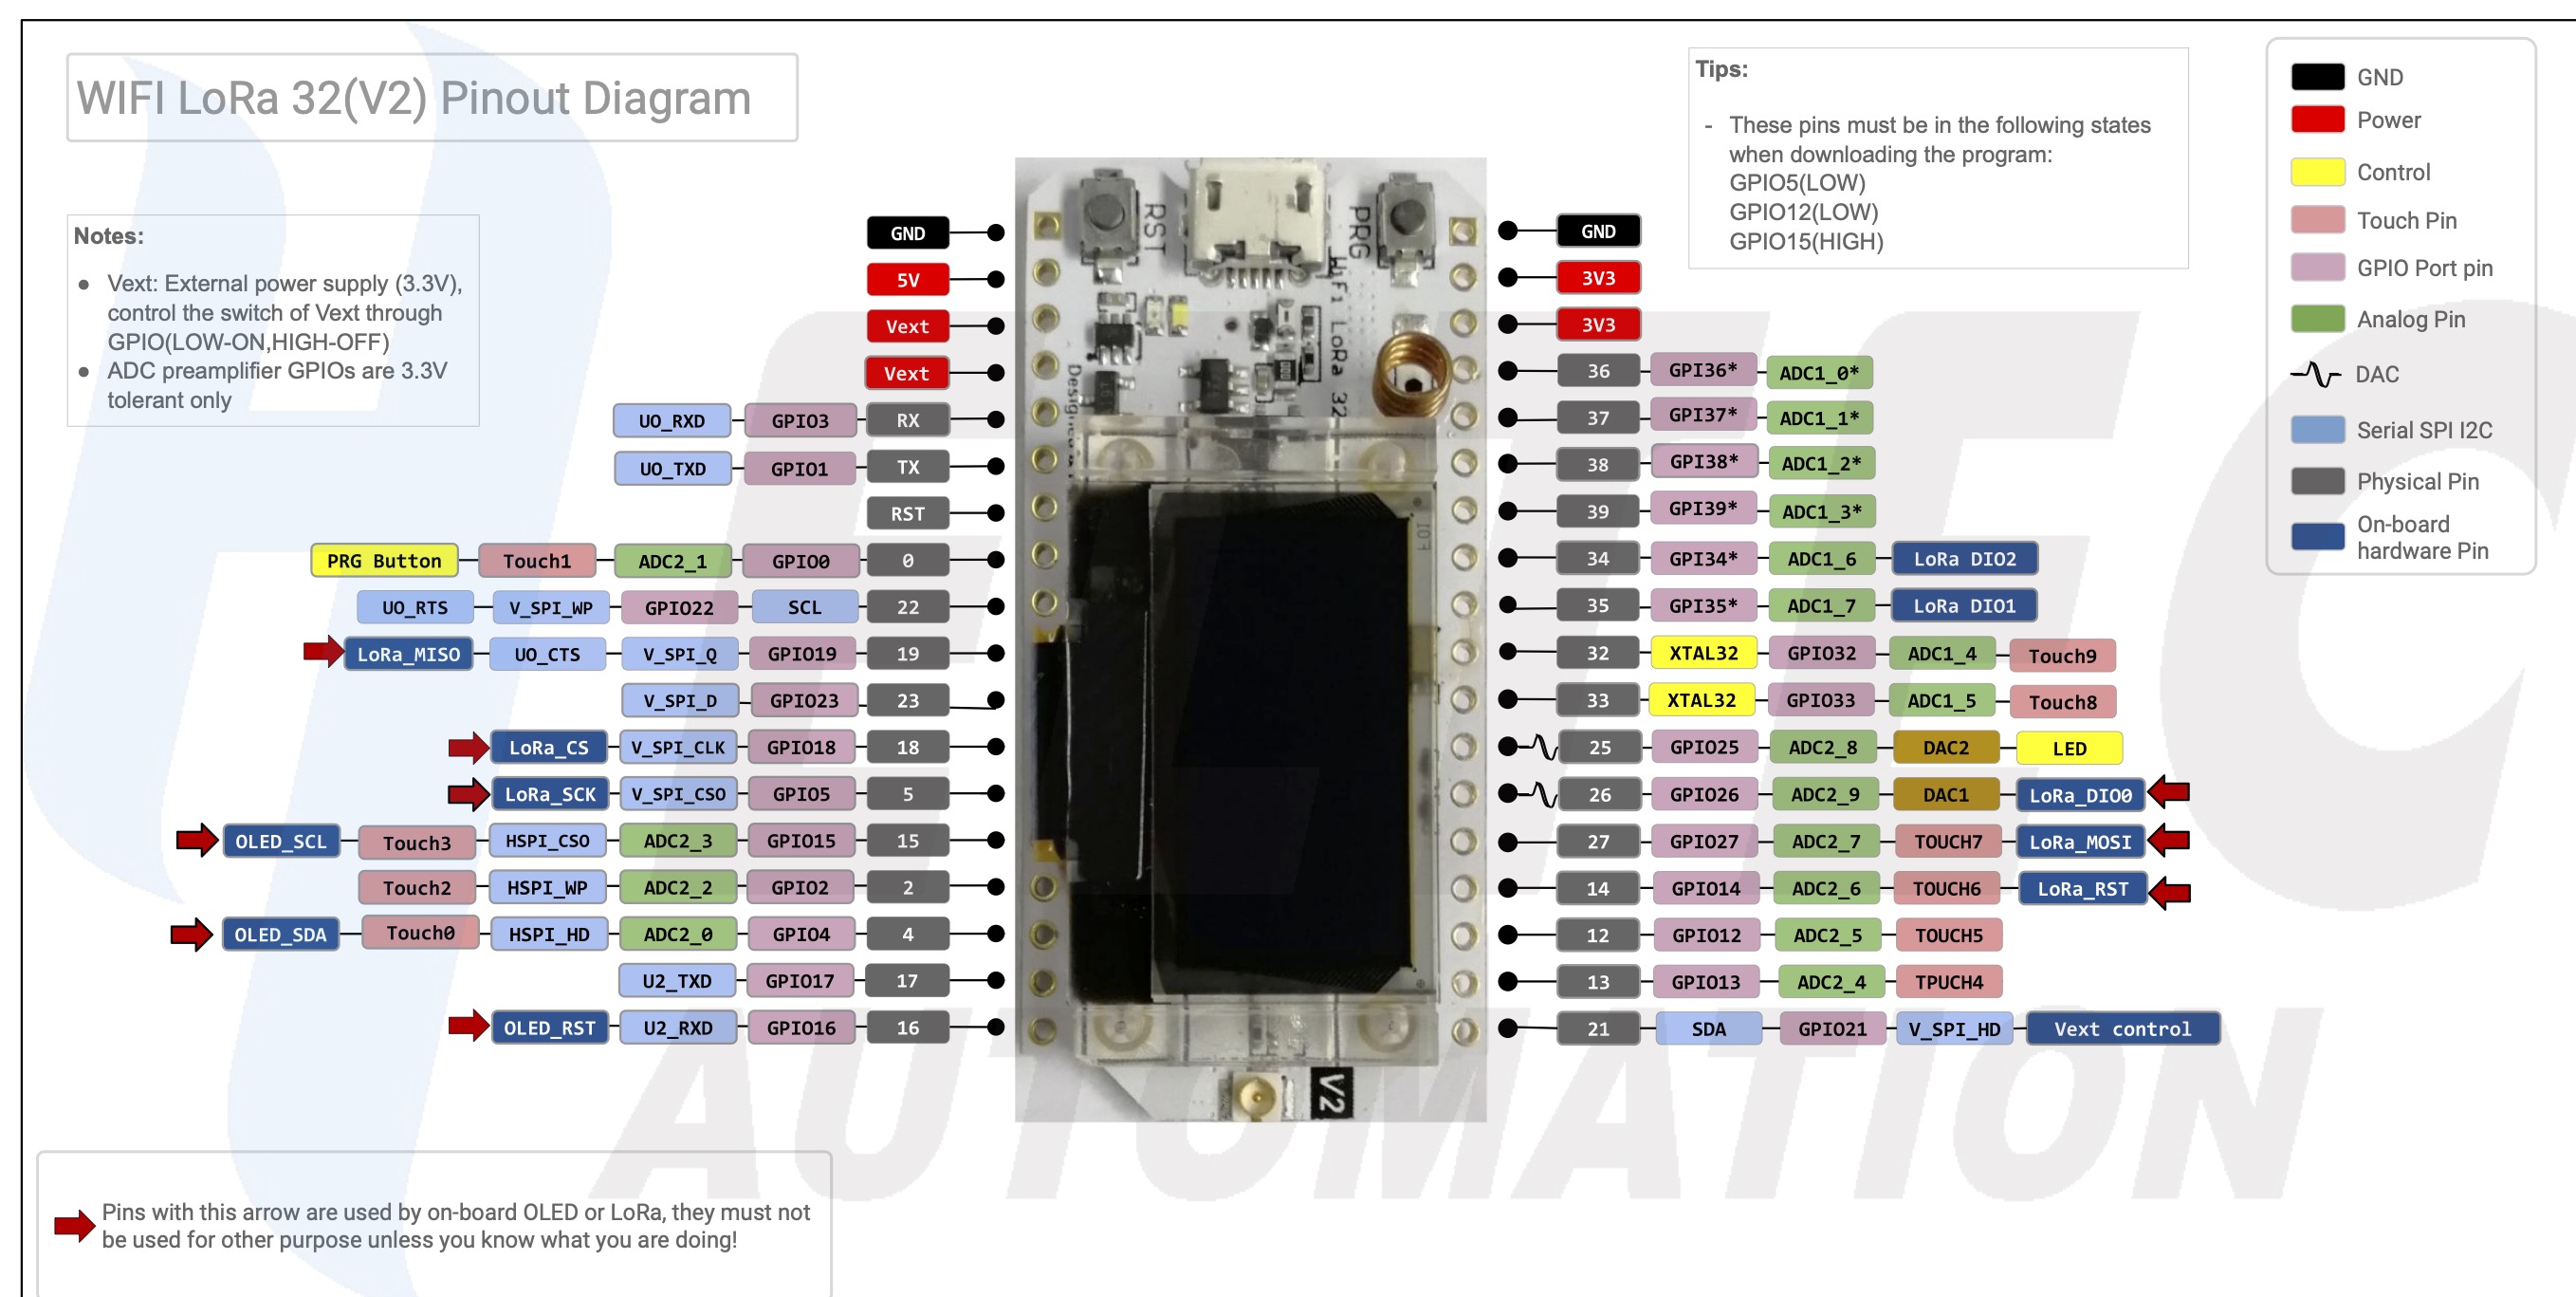 WIFI LoRa 32(V2) Pinout Diagram
Notes:
● Vext: External power supply (3.3V),
control the switch of Vext through
GPIO(LOW-ON,HIGH-OFF)
● ADC preamplifier GPIOs are 3.3V
tolerant only
Tips:
- These pins must be in the following states
when downloading the program:
GPIO5(LOW)
GPIO12(LOW)
GPIO15(HIGH)
GND
Power
Control
Touch Pin
GPIO Port pin
Analog Pin
DAC
Serial SPI I2C
Physical Pin
On-board
hardware Pin
GND
5V
Vext
Vext
UO_RXD GPIO3 RX
UO_TXD GPIO1 TX
RST
PRG Button Touch1 ADC2_1 GPIO0 0
UO_RTS V_SPI_WP GPIO22 SCL 22
LoRa_MISO UO_CTS V_SPI_Q GPIO19 19
V_SPI_D GPIO23 23
LoRa_CS V_SPI_CLK GPIO18 18
LoRa_SCK V_SPI_CSO GPIO5 5
OLED_SCL Touch3 HSPI_CSO ADC2_3 GPIO15 15
Touch2 HSPI_WP ADC2_2 GPIO2 2
OLED_SDA Touch0 HSPI_HD ADC2_0 GPIO4 4
U2_TXD GPIO17 17
OLED_RST U2_RXD GPIO16 16
RST
PRG
WiFi LoRa 32
V2
GND
3V3
3V3
36 GPI36* ADC1_0*
37 GPI37* ADC1_1*
38 GPI38* ADC1_2*
39 GPI39* ADC1_3*
34 GPI34* ADC1_6 LoRa DIO2
35 GPI35* ADC1_7 LoRa DIO1
32 XTAL32 GPIO32 ADC1_4 Touch9
33 XTAL32 GPIO33 ADC1_5 Touch8
25 GPIO25 ADC2_8 DAC2 LED
26 GPIO26 ADC2_9 DAC1 LoRa_DIO0
27 GPIO27 ADC2_7 TOUCH7 LoRa_MOSI
14 GPIO14 ADC2_6 TOUCH6 LoRa_RST
12 GPIO12 ADC2_5 TOUCH5
13 GPIO13 ADC2_4 TPUCH4
21 SDA GPIO21 V_SPI_HD Vext control
AUTOMATION
Pins with this arrow are used by on-board OLED or LoRa, they must not
be used for other purpose unless you know what you are doing!